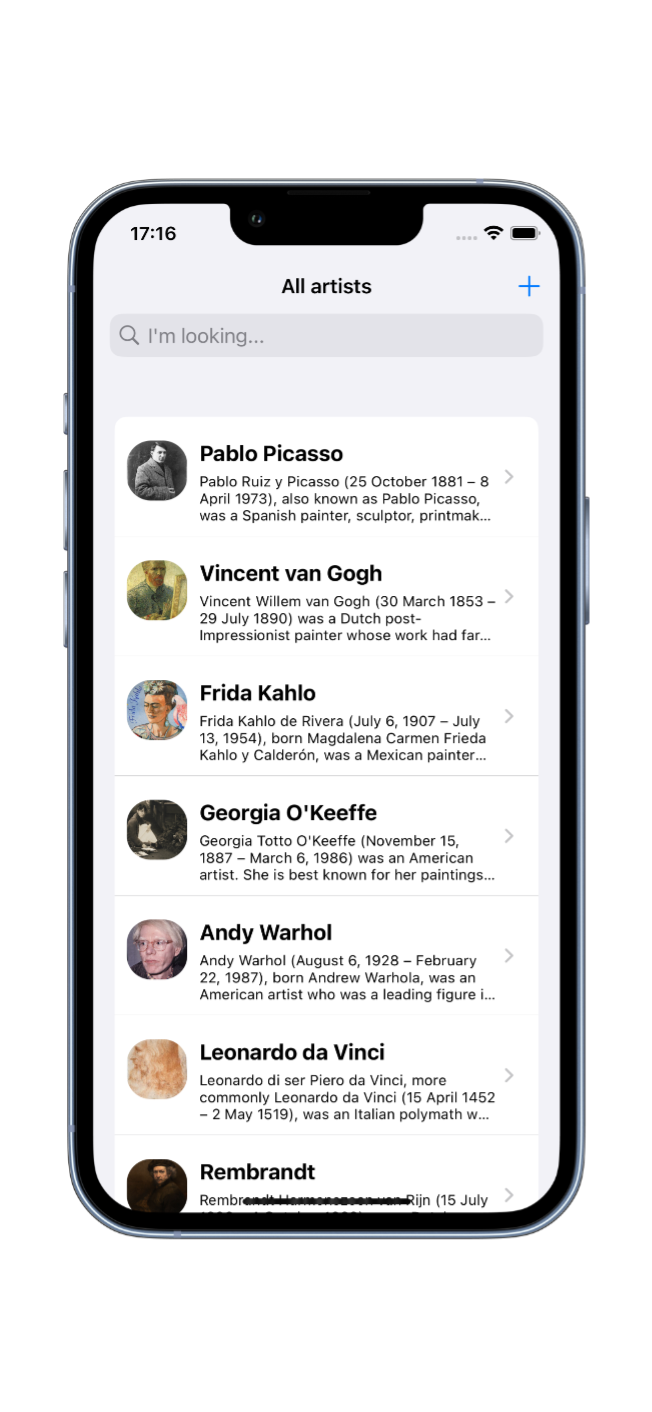 17:16
All artists
I'm looking...
Pablo Picasso
Pablo Ruiz y Picasso (25 October 1881 – 8
April 1973), also known as Pablo Picasso,
was a Spanish painter, sculptor, printmak...
Vincent van Gogh
Vincent Willem van Gogh (30 March 1853 –
29 July 1890) was a Dutch post-
Impressionist painter whose work had far...
Frida Kahlo
Frida Kahlo de Rivera (July 6, 1907 – July
13, 1954), born Magdalena Carmen Frieda
Kahlo y Calderón, was a Mexican painter...
Georgia O'Keeffe
Georgia Totto O'Keeffe (November 15,
1887 – March 6, 1986) was an American
artist. She is best known for her paintings...
Andy Warhol
Andy Warhol (August 6, 1928 – February
22, 1987), born Andrew Warhola, was an
American artist who was a leading figure i...
Leonardo da Vinci
Leonardo di ser Piero da Vinci, more
commonly Leonardo da Vinci (15 April 1452
– 2 May 1519), was an Italian polymath w...
Rembrandt
Rembrandt Harmenszoon van Rijn (15 July